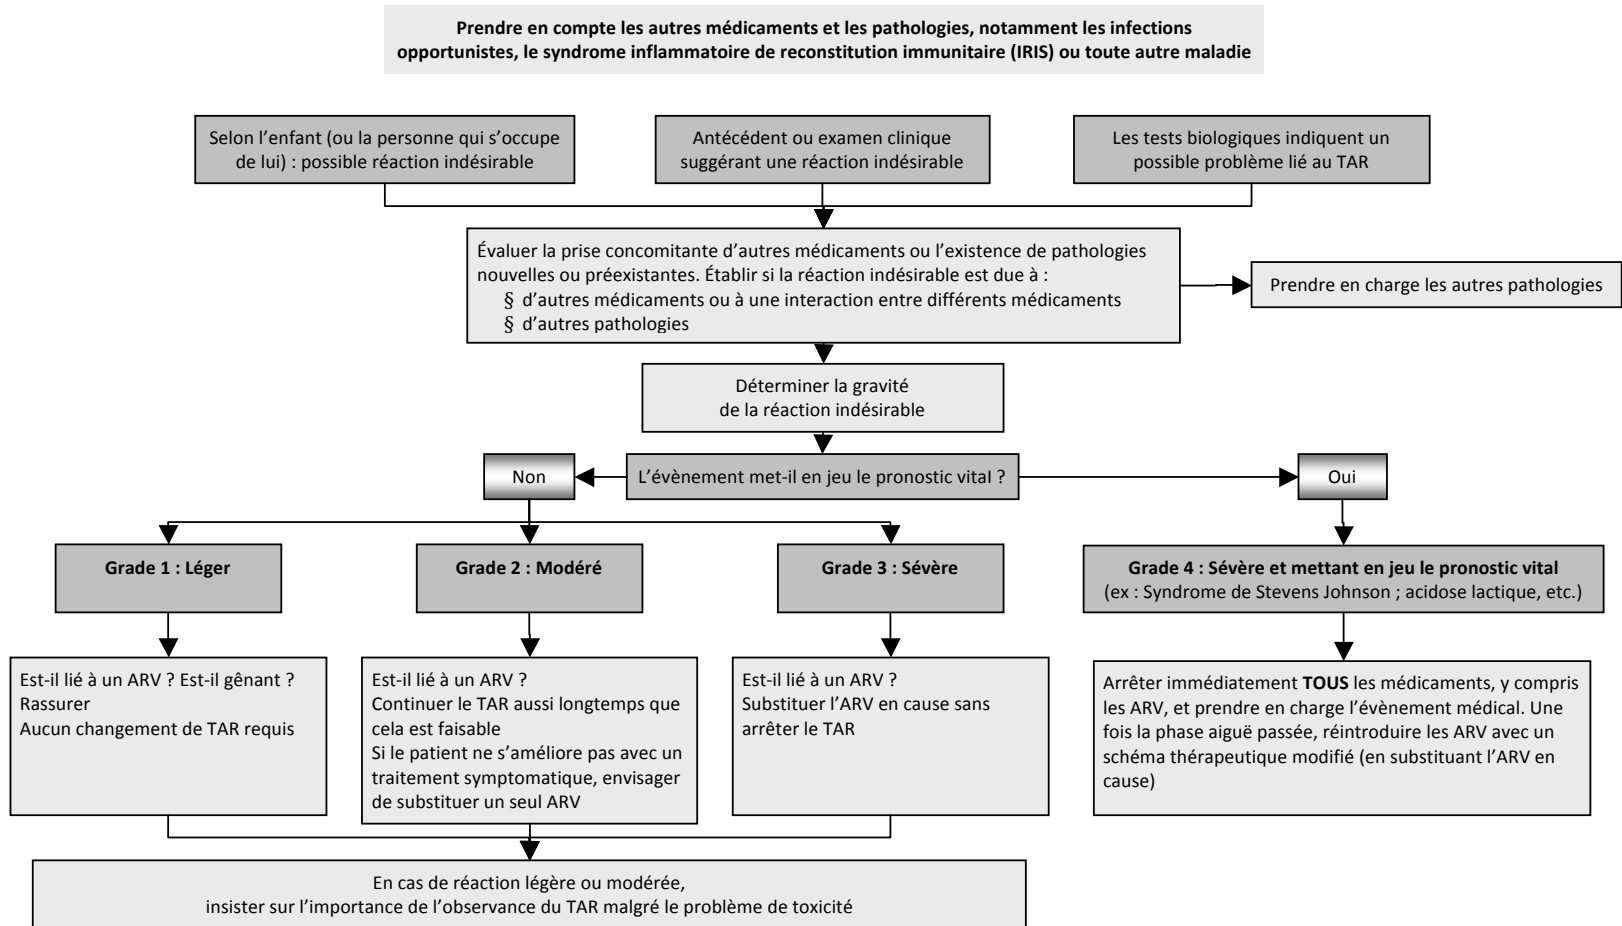 Prendre en compte les autres médicaments et les pathologies, notamment les infections
opportunistes, le syndrome inflammatoire de reconstitution immunitaire (IRIS) ou toute autre maladie
Selon l’enfant (ou la personne qui s’occupe
de lui) : possible réaction indésirable
Antécédent ou examen clinique
suggérant une réaction indésirable
Les tests biologiques indiquent un
possible problème lié au TAR
Évaluer la prise concomitante d’autres médicaments ou l’existence de pathologies
nouvelles ou préexistantes. Établir si la réaction indésirable est due à :
§ d’autres médicaments ou à une interaction entre différents médicaments
§ d’autres pathologies
Prendre en charge les autres pathologies
Déterminer la gravité
de la réaction indésirable
Non
L’évènement met-il en jeu le pronostic vital ?
Oui
Grade 1 : Léger
Grade 2 : Modéré
Grade 3 : Sévère
Grade 4 : Sévère et mettant en jeu le pronostic vital
(ex : Syndrome de Stevens Johnson ; acidose lactique, etc.)
Est-il lié à un ARV ? Est-il gênant ?
Rassurer
Aucun changement de TAR requis
Est-il lié à un ARV ?
Continuer le TAR aussi longtemps que
cela est faisable
Si le patient ne s’améliore pas avec un
traitement symptomatique, envisager
de substituer un seul ARV
Est-il lié à un ARV ?
Substituer l’ARV en cause sans
arrêter le TAR
Arrêter immédiatement TOUS les médicaments, y compris
les ARV, et prendre en charge l’évènement médical. Une
fois la phase aiguë passée, réintroduire les ARV avec un
schéma thérapeutique modifié (en substituant l’ARV en
cause)
En cas de réaction légère ou modérée,
insister sur l’importance de l’observance du TAR malgré le problème de toxicité